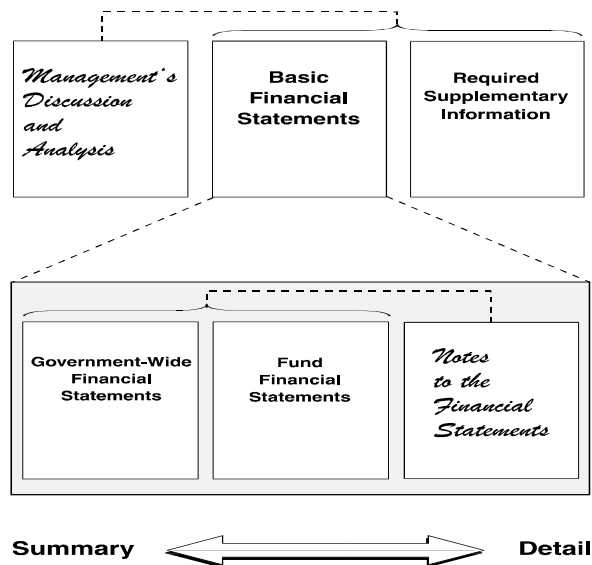 Management's
Discussion
and
Analysis
Basic
Financial
Statements
Required
Supplementary
Information
Government-Wide
Financial
Statements
Fund
Financial
Statements
Notes
to the
Financial
Statements
Summary
Detail